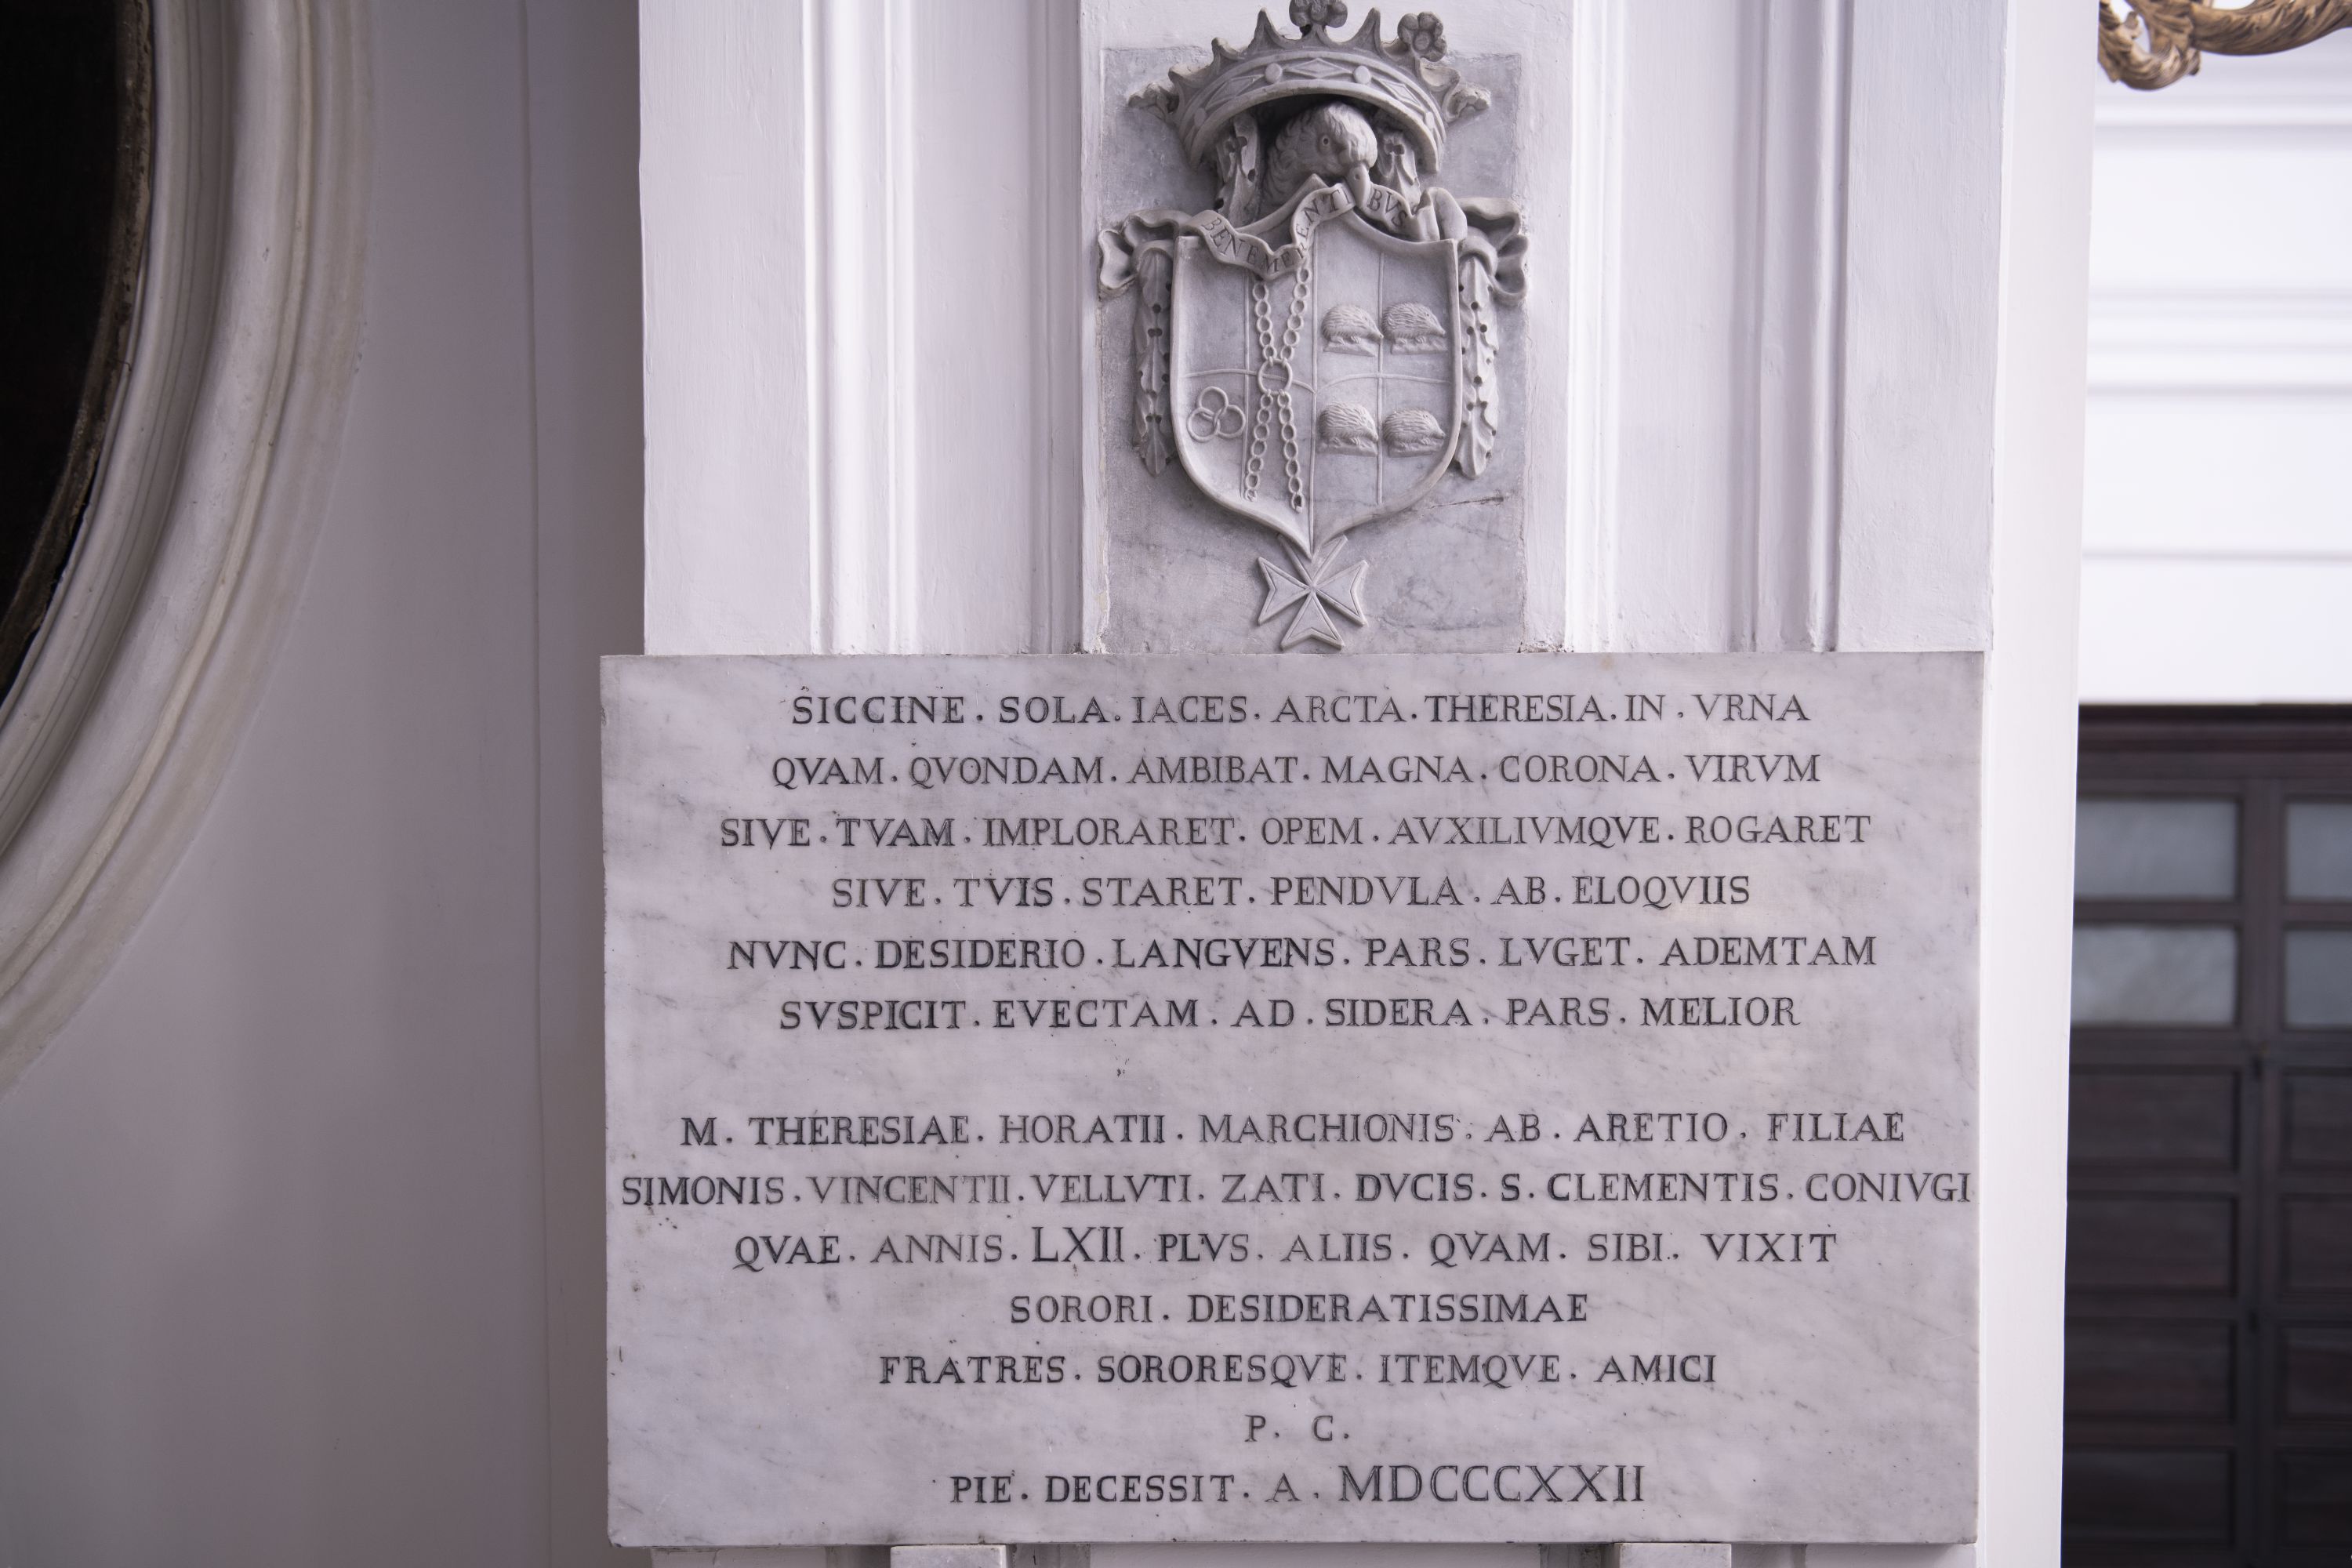 BENEMERENTIBVS
SICCINE . SOLA . IACES . ARCTA . THERESIA . IN . VRNA
QVAM . QVONDAM . AMBIBAT . MAGNA . CORONA . VIRVM
SIVE . TVAM . IMPLORARET . OPEM . AVXILIVMQVE . ROGARET
SIVE . TVIS . STARET . PENDVLA . AB . ELOQVIIS
NVNC . DESIDERIO . LANGVENS . PARS . LVGET . ADEMTAM
SVSPICIT . EVECTAM . AD . SIDERA . PARS . MELIOR
M . THERESIAE . HORATII . MARCHIONIS . AB . ARETIO . FILIAE
SIMONIS . VINCENTII . VELLVTI . ZATI . DVCIS . S . CLEMENTIS . CONIVGI
QVAE . ANNIS . LXII . PLVS . ALIIS . QVAM . SIBI . VIXIT
SORORI . DESIDERATISSIMAE
FRATRES . SORORESQVE . ITEMQVE . AMICI
P . C .
PIE . DECESSIT . A . MDCCCXXII